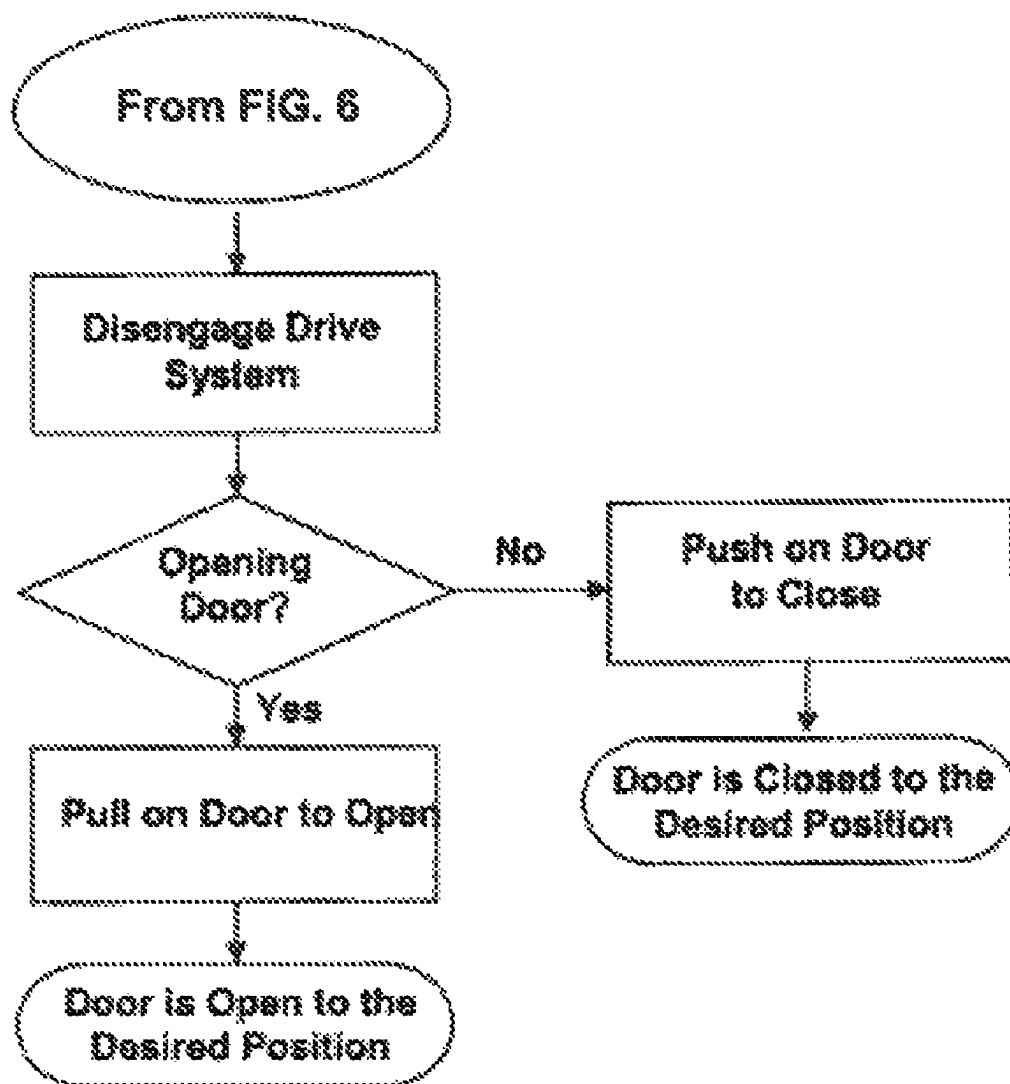 From FIG. 6
Disengage Drive
System
Opening
Door?
No
Push on Door
to Close
Yes
Pull on Door to Open
Door is Closed to the
Desired Position
Door is Open to the
Desired Position